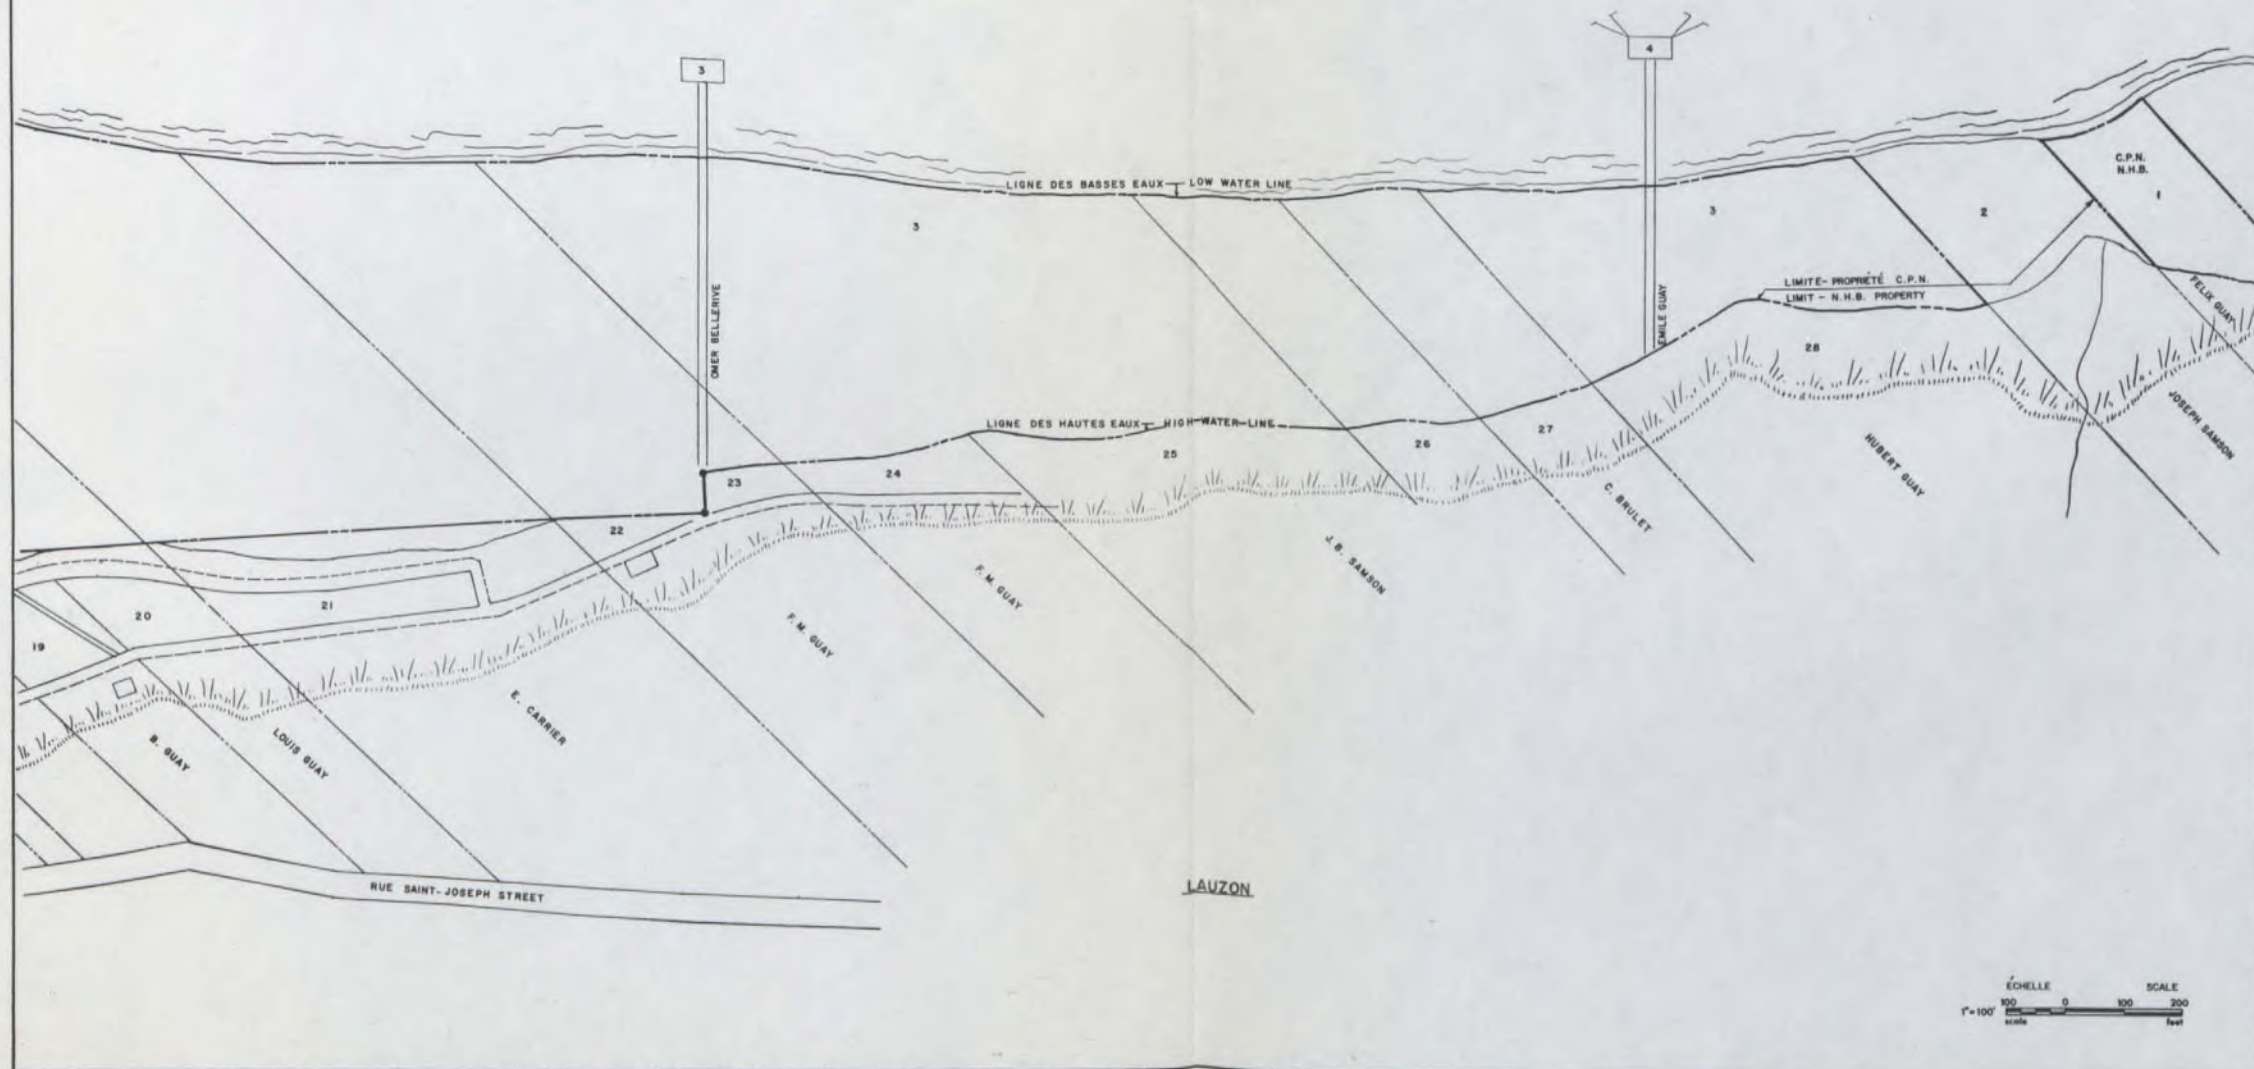 4
3
C.P.N.
N.H.B.
1
LIGNE DES BASSES EAUX LOW WATER LINE
3
3
2
OMER BELLERIVE
EMILE GUAY
LIMITE-PROPRIÉTÉ C.P.N.
LIMIT - N.H.B. PROPERTY
FELIX GUAY
28
JOSEPH SAMSON
LIGNE DES HAUTES EAUX HIGH-WATER-LINE
27
26
25
24
23
22
HUBERT GUAY
C. BRULET
J.B. SAMSON
F. M. GUAY
F. M. GUAY
21
20
19
E. CARRIER
LOUIS GUAY
B. GUAY
RUE SAINT-JOSEPH STREET
LAUZON
ÉCHELLE SCALE
100 0 100 200
1"=100'
scale feet